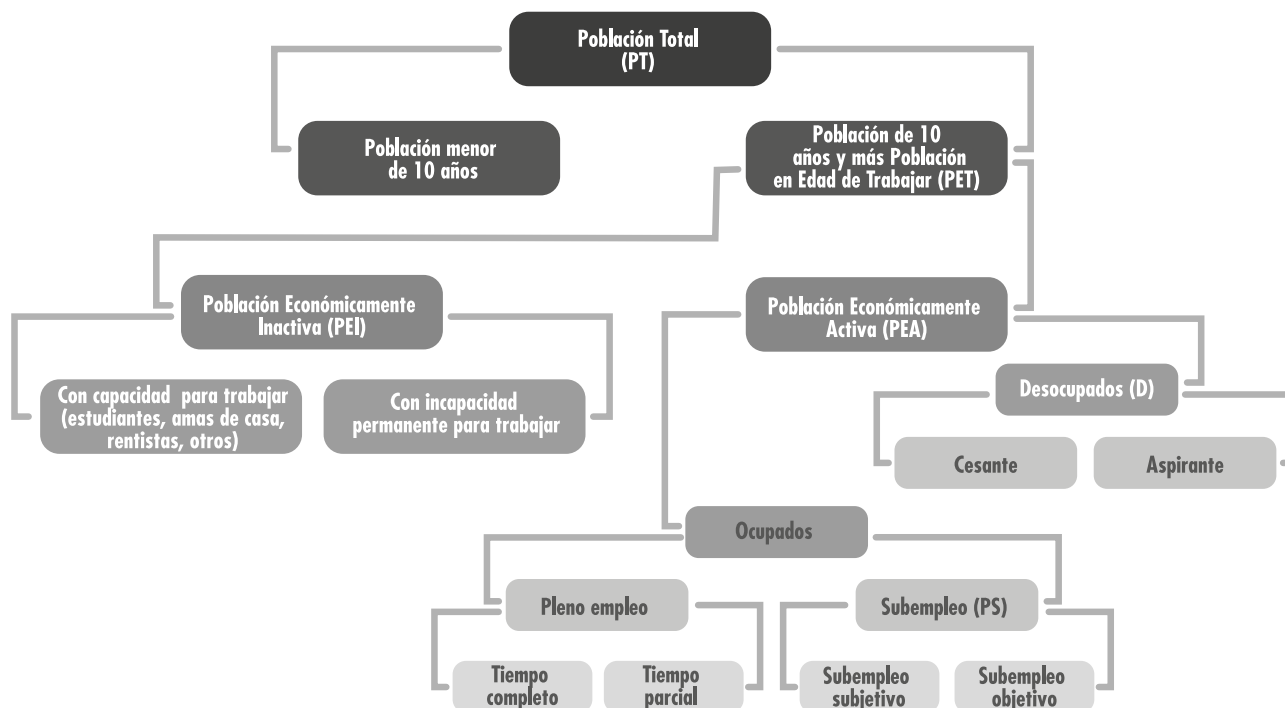 Población Total
(PT)
Población menor
de 10 años
Población de 10
años y más Población
en Edad de Trabajar (PET)
Población Económicamente
Inactiva (PEI)
Población Económicamente
Activa (PEA)
Con capacidad para trabajar
(estudiantes, amas de casa,
rentistas, otros)
Con incapacidad
permanente para trabajar
Desocupados (D)
Cesante
Aspirante
Ocupados
Pleno empleo
Subempleo (PS)
Tiempo
completo
Tiempo
parcial
Subempleo
subjetivo
Subempleo
objetivo